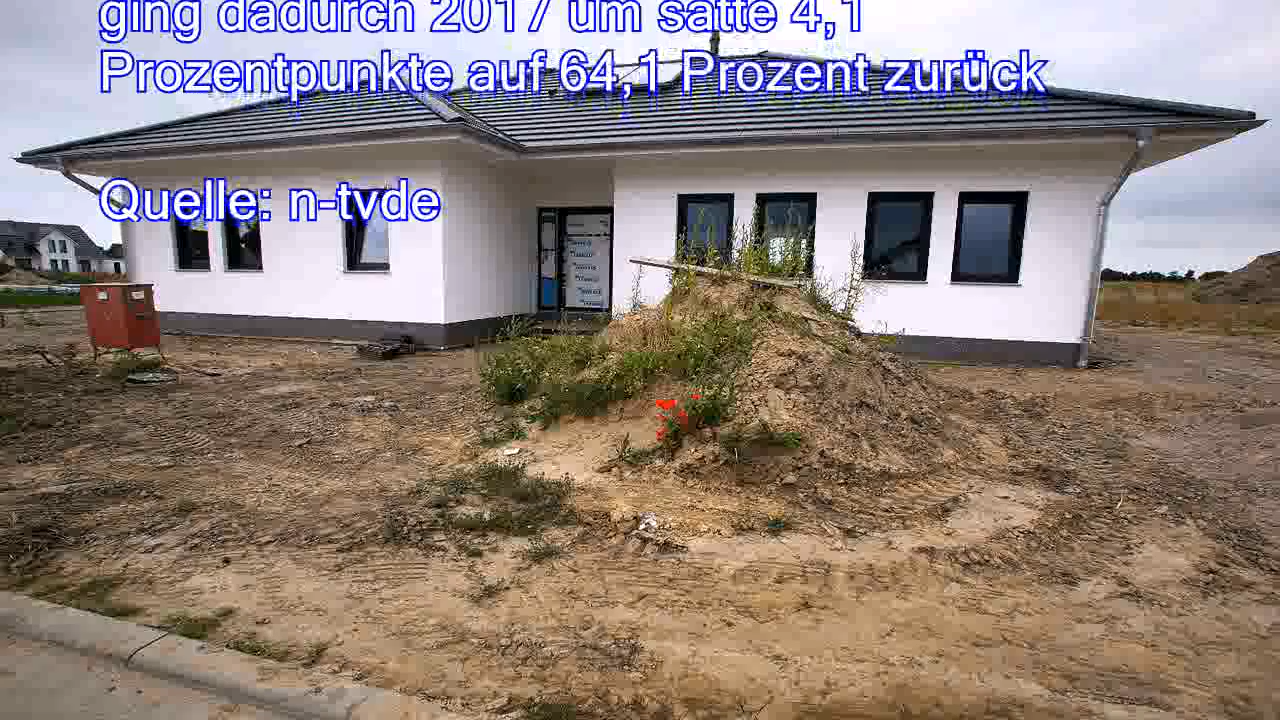 ging dadurch 2017 um satte 4,1
Prozentpunkte auf 64,1 Prozent zurück
Quelle: n-tvde